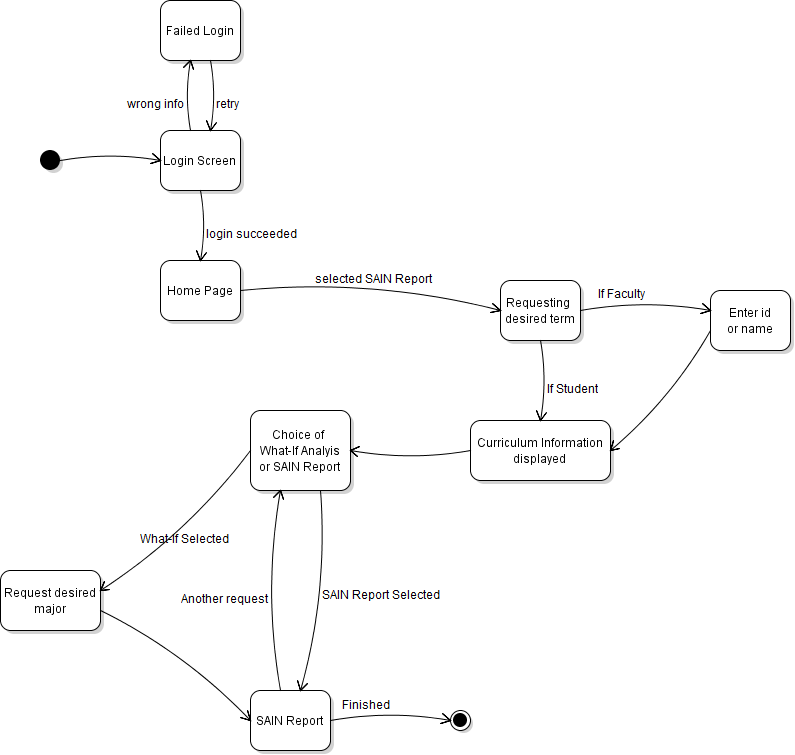 Failed Login
wrong info
retry
Login Screen
login succeeded
Home Page
selected SAIN Report
Requesting
desired term
If Faculty
Enter id
or name
If Student
Curriculum Information
displayed
Choice of
What-If Analyis
or SAIN Report
What-If Selected
Request desired
major
Another request
SAIN Report Selected
SAIN Report
Finished